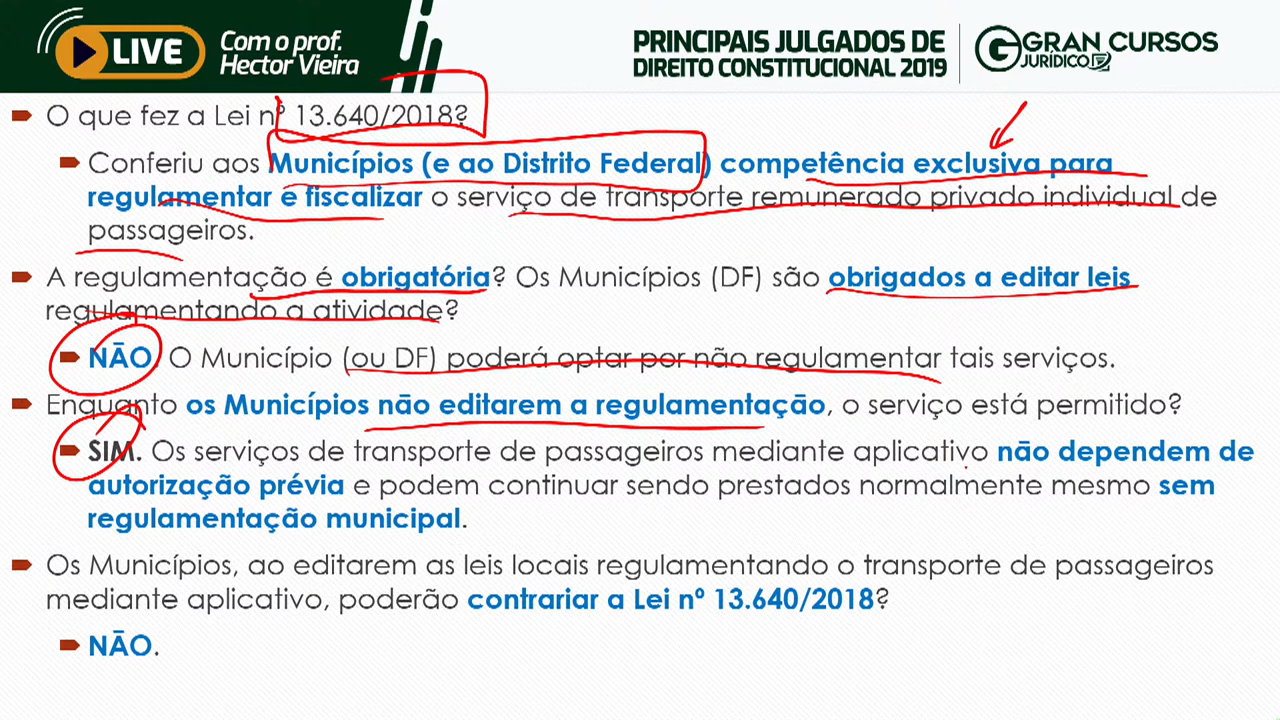 LIVE
Com o prof.
Hector Vieira
PRINCIPAIS JULGADOS DE
DIREITO CONSTITUCIONAL 2019
GRAN CURSOS
JURÍDICO
O que fez a Lei nº 13.640/2018?
Conferiu aos Municípios (e ao Distrito Federal) competência exclusiva para
regulamentar e fiscalizar o serviço de transporte remunerado privado individual de
passageiros.
A regulamentação é obrigatória? Os Municípios (DF) são obrigados a editar leis
regulamentando a atividade?
NÃO. O Município (ou DF) poderá optar por não regulamentar tais serviços.
Enquanto os Municípios não editarem a regulamentação, o serviço está permitido?
SIM. Os serviços de transporte de passageiros mediante aplicativo não dependem de
autorização prévia e podem continuar sendo prestados normalmente mesmo sem
regulamentação municipal.
Os Municípios, ao editarem as leis locais regulamentando o transporte de passageiros
mediante aplicativo, poderão contrariar a Lei nº 13.640/2018?
NÃO.